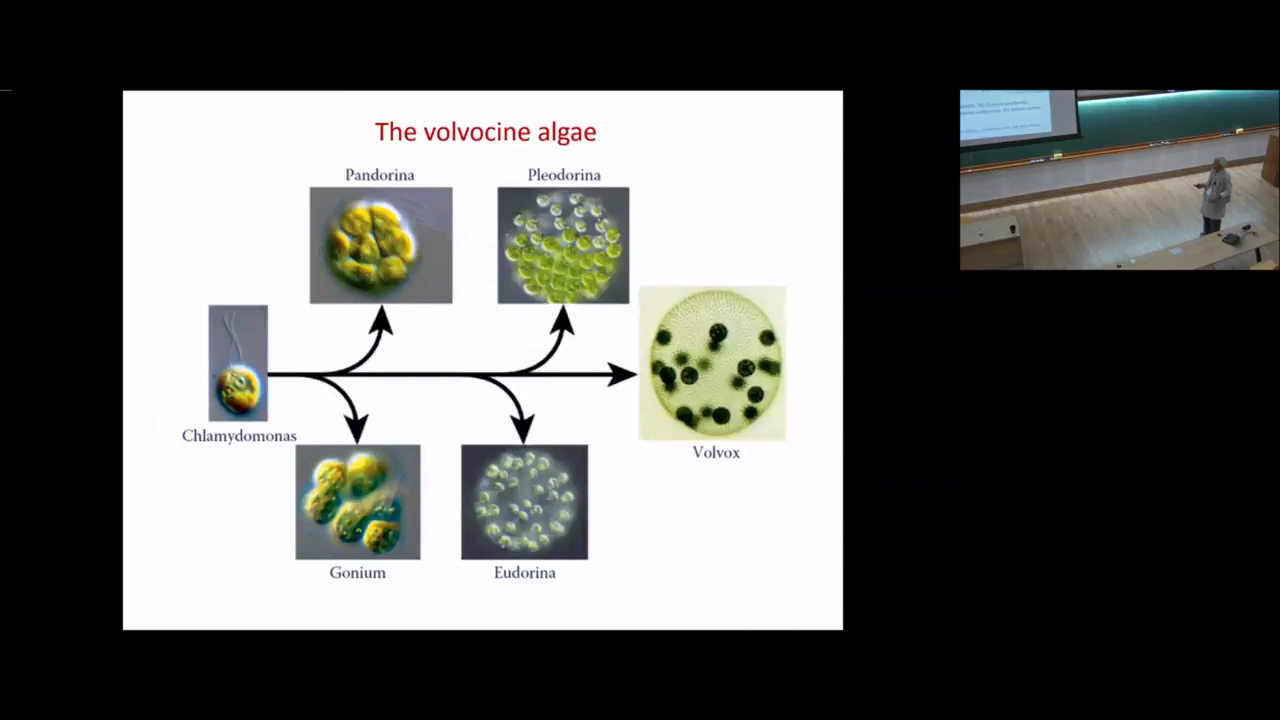 The volvocine algae
Pandorina
Pleodorina
Chlamydomonas
Volvox
Gonium
Eudorina